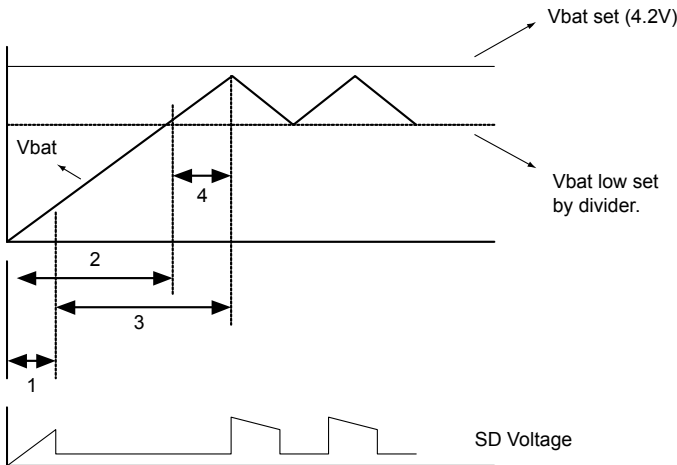 Vbat set (4.2V)
Vbat
4
Vbat low set
by divider.
2
3
1
SD Voltage